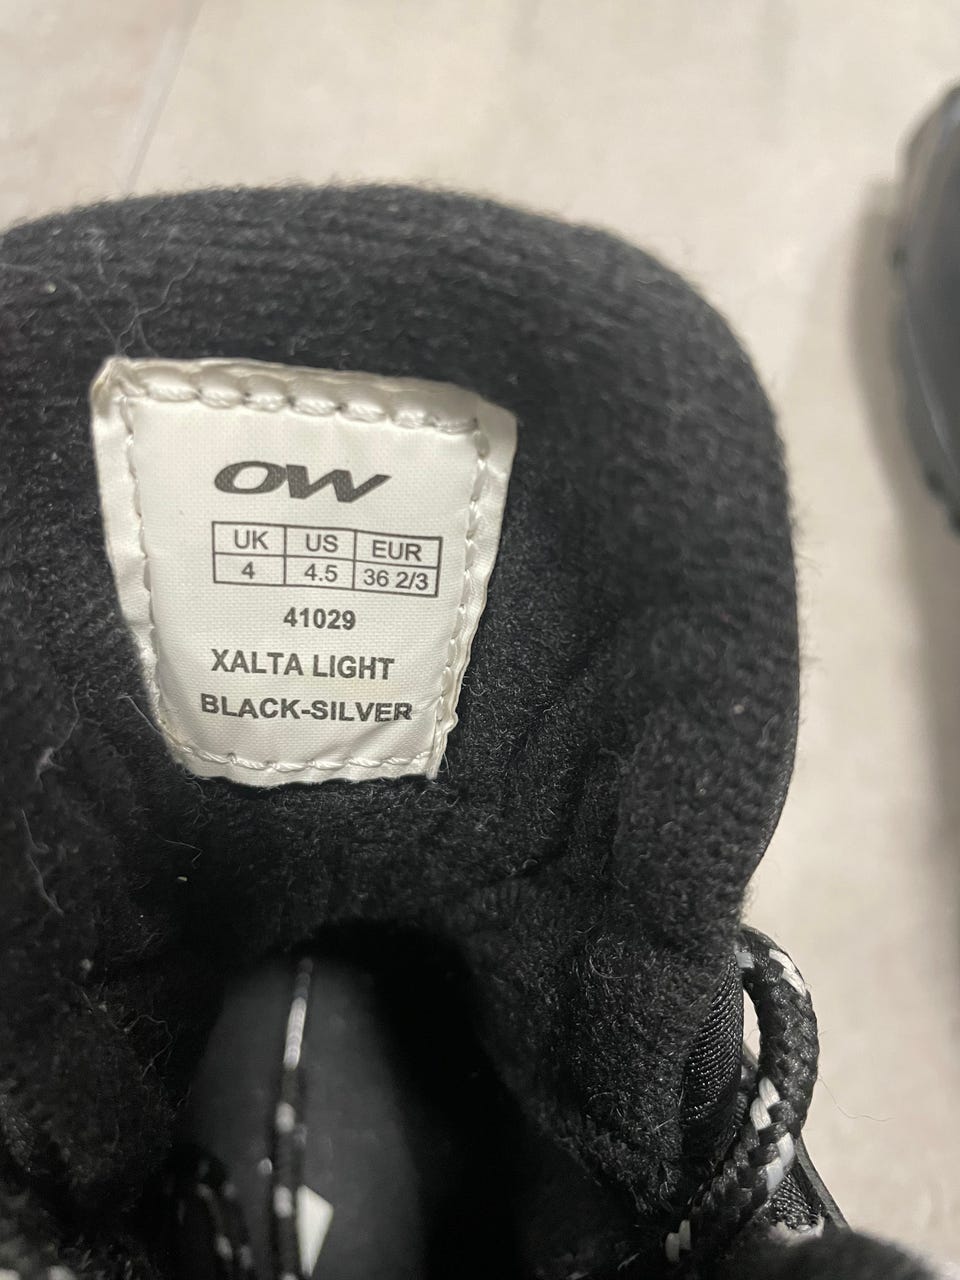 OW
UK US EUR
4 4.5 36 2/3
41029
XALTA LIGHT
BLACK-SILVER